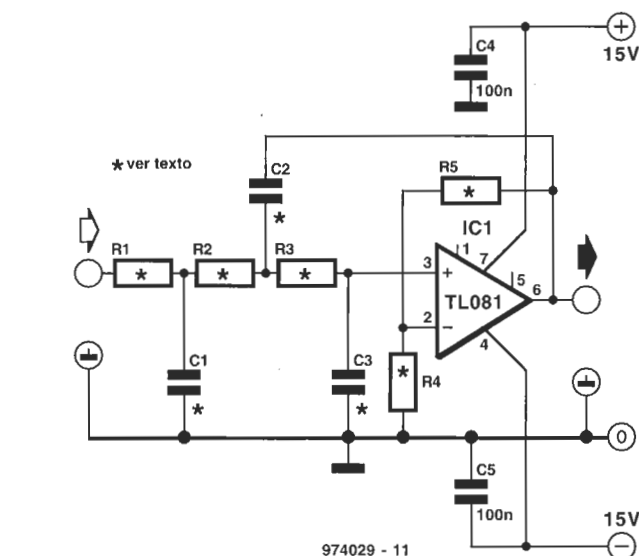 C4
+
15V
100n
* ver texto
C2
*
R5
*
IC1
R1
*
R2
*
R3
*
3
+
1
7
5
6
TL081
2
−
4
C1
*
C3
*
*
R4
0
C5
100n
15V
−
974029 - 11